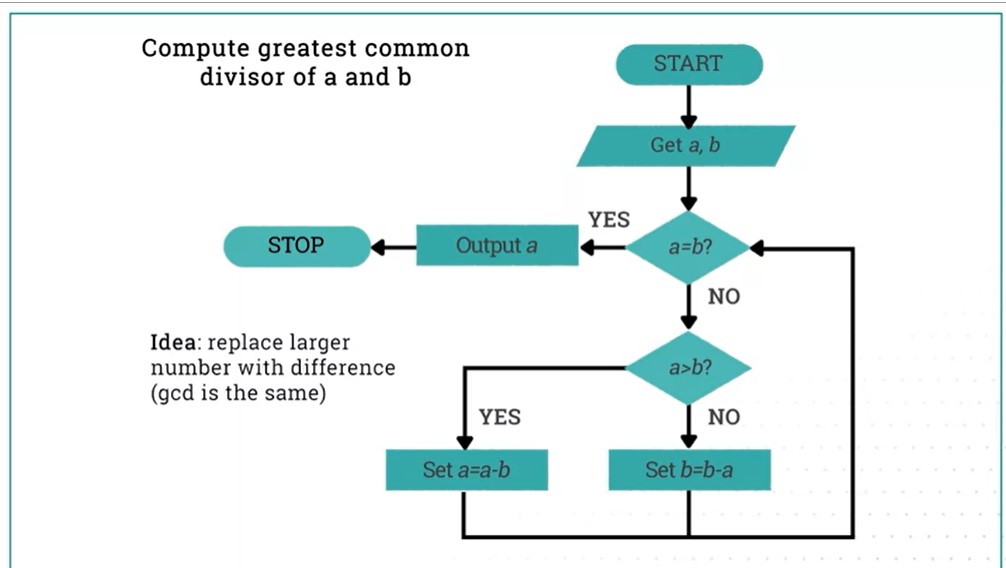 Compute greatest common
divisor of a and b
START
Get a, b
a=b?
YES
Output a
STOP
NO
Idea: replace larger
number with difference
(gcd is the same)
a>b?
YES
NO
Set a=a-b
Set b=b-a